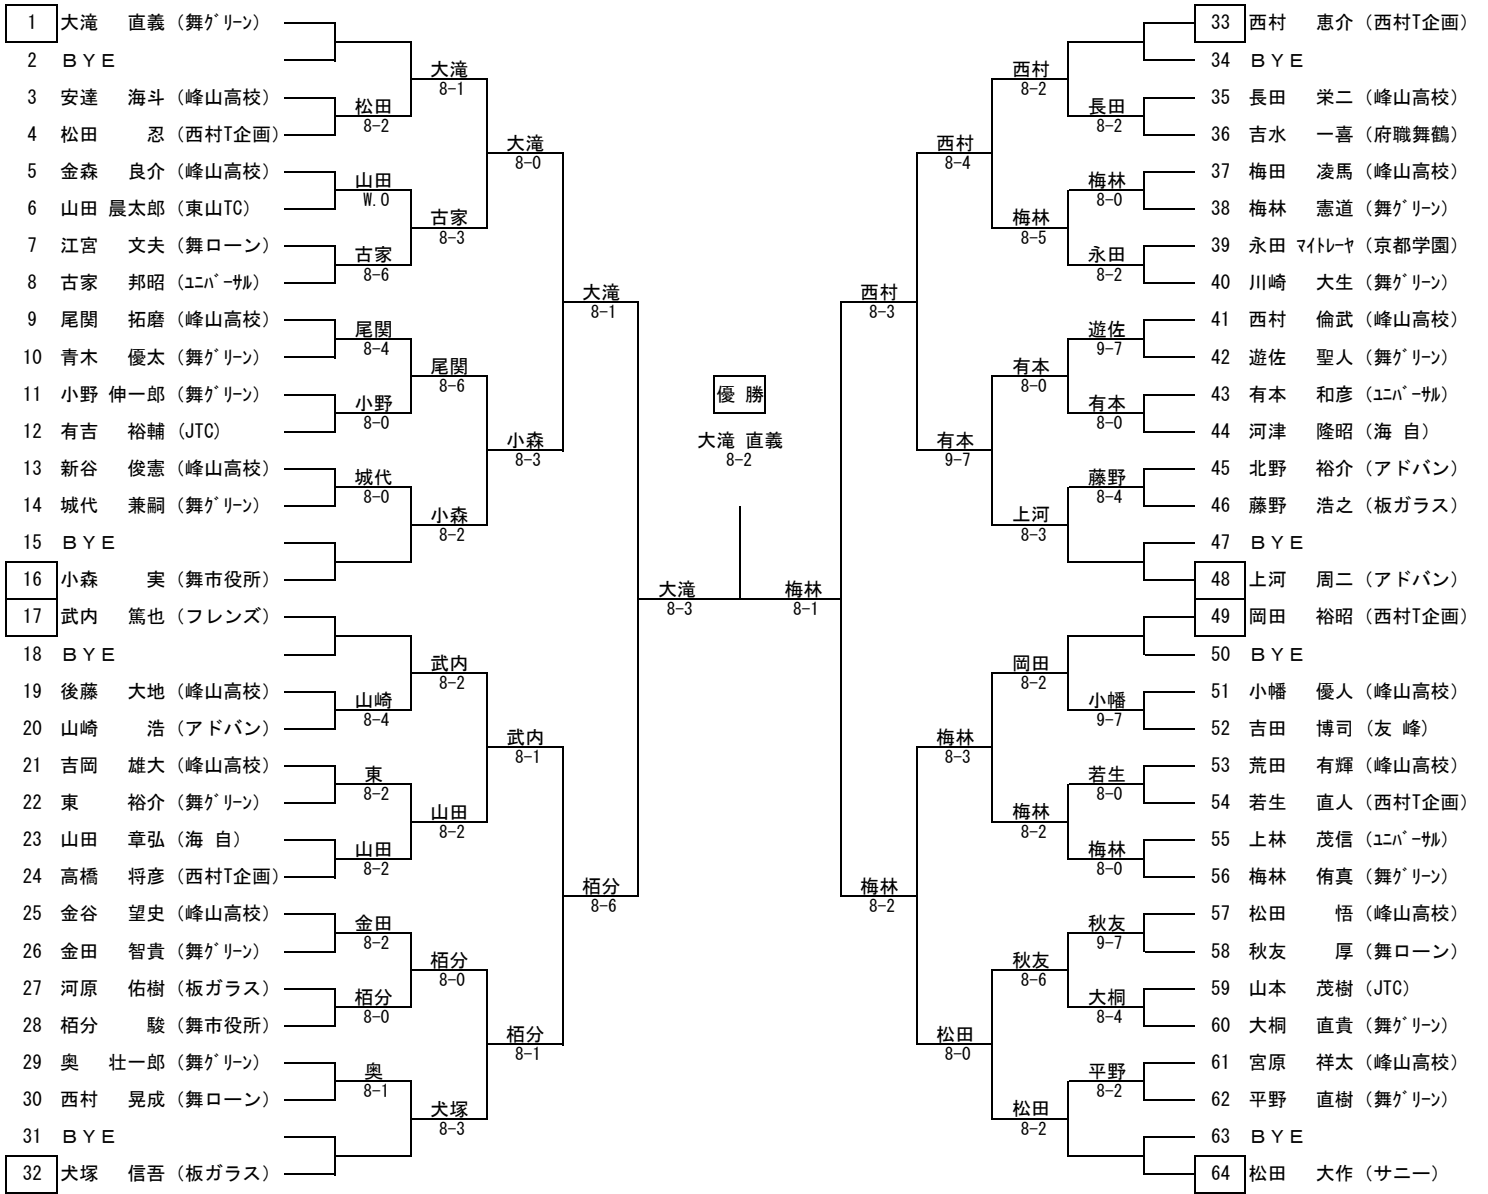 1 大滝 直義 (舞ｸﾞﾘｰﾝ)
2 ＢＹＥ
3 安達 海斗 (峰山高校)
4 松田 忍 (西村T企画)
5 金森 良介 (峰山高校)
6 山田 晨太郎 (東山TC)
7 江宮 文夫 (舞ローン)
8 古家 邦昭 (ﾕﾆﾊﾞｰｻﾙ)
9 尾関 拓磨 (峰山高校)
10 青木 優太 (舞ｸﾞﾘｰﾝ)
11 小野 伸一郎 (舞ｸﾞﾘｰﾝ)
12 有吉 裕輔 (JTC)
13 新谷 俊憲 (峰山高校)
14 城代 兼嗣 (舞ｸﾞﾘｰﾝ)
15 ＢＹＥ
16 小森 実 (舞市役所)
17 武内 篤也 (フレンズ)
18 ＢＹＥ
19 後藤 大地 (峰山高校)
20 山崎 浩 (アドバン)
21 吉岡 雄大 (峰山高校)
22 東 裕介 (舞ｸﾞﾘｰﾝ)
23 山田 章弘 (海 自)
24 高橋 将彦 (西村T企画)
25 金谷 望史 (峰山高校)
26 金田 智貴 (舞ｸﾞﾘｰﾝ)
27 河原 佑樹 (板ガラス)
28 栢分 駿 (舞市役所)
29 奥 壮一郎 (舞ｸﾞﾘｰﾝ)
30 西村 晃成 (舞ローン)
31 ＢＹＥ
32 犬塚 信吾 (板ガラス)
松田
8-2
山田
W.O
古家
8-6
尾関
8-4
小野
8-0
城代
8-0
山崎
8-4
東
8-2
山田
8-2
金田
8-2
栢分
8-0
奥
8-1
大滝
8-1
古家
8-3
尾関
8-6
小森
8-2
武内
8-2
山田
8-2
栢分
8-0
犬塚
8-3
大滝
8-0
小森
8-3
武内
8-1
栢分
8-1
大滝
8-1
栢分
8-6
大滝
8-3
優 勝
大滝 直義
8-2
梅林
8-1
西村
8-3
梅林
8-2
西村
8-4
有本
9-7
梅林
8-3
松田
8-0
西村
8-2
梅林
8-5
有本
8-0
上河
8-3
岡田
8-2
梅林
8-2
秋友
8-6
松田
8-2
長田
8-2
梅林
8-0
永田
8-2
遊佐
9-7
有本
8-0
藤野
8-4
小幡
9-7
若生
8-0
梅林
8-0
秋友
9-7
大桐
8-4
平野
8-2
33 西村 恵介 (西村T企画)
34 ＢＹＥ
35 長田 栄二 (峰山高校)
36 吉水 一喜 (府職舞鶴)
37 梅田 凌馬 (峰山高校)
38 梅林 憲道 (舞ｸﾞﾘｰﾝ)
39 永田 ﾏｲﾄﾚｰﾔ (京都学園)
40 川崎 大生 (舞ｸﾞﾘｰﾝ)
41 西村 倫武 (峰山高校)
42 遊佐 聖人 (舞ｸﾞﾘｰﾝ)
43 有本 和彦 (ﾕﾆﾊﾞｰｻﾙ)
44 河津 隆昭 (海 自)
45 北野 裕介 (アドバン)
46 藤野 浩之 (板ガラス)
47 ＢＹＥ
48 上河 周二 (アドバン)
49 岡田 裕昭 (西村T企画)
50 ＢＹＥ
51 小幡 優人 (峰山高校)
52 吉田 博司 (友 峰)
53 荒田 有輝 (峰山高校)
54 若生 直人 (西村T企画)
55 上林 茂信 (ﾕﾆﾊﾞｰｻﾙ)
56 梅林 侑真 (舞ｸﾞﾘｰﾝ)
57 松田 悟 (峰山高校)
58 秋友 厚 (舞ローン)
59 山本 茂樹 (JTC)
60 大桐 直貴 (舞ｸﾞﾘｰﾝ)
61 宮原 祥太 (峰山高校)
62 平野 直樹 (舞ｸﾞﾘｰﾝ)
63 ＢＹＥ
64 松田 大作 (サニー)